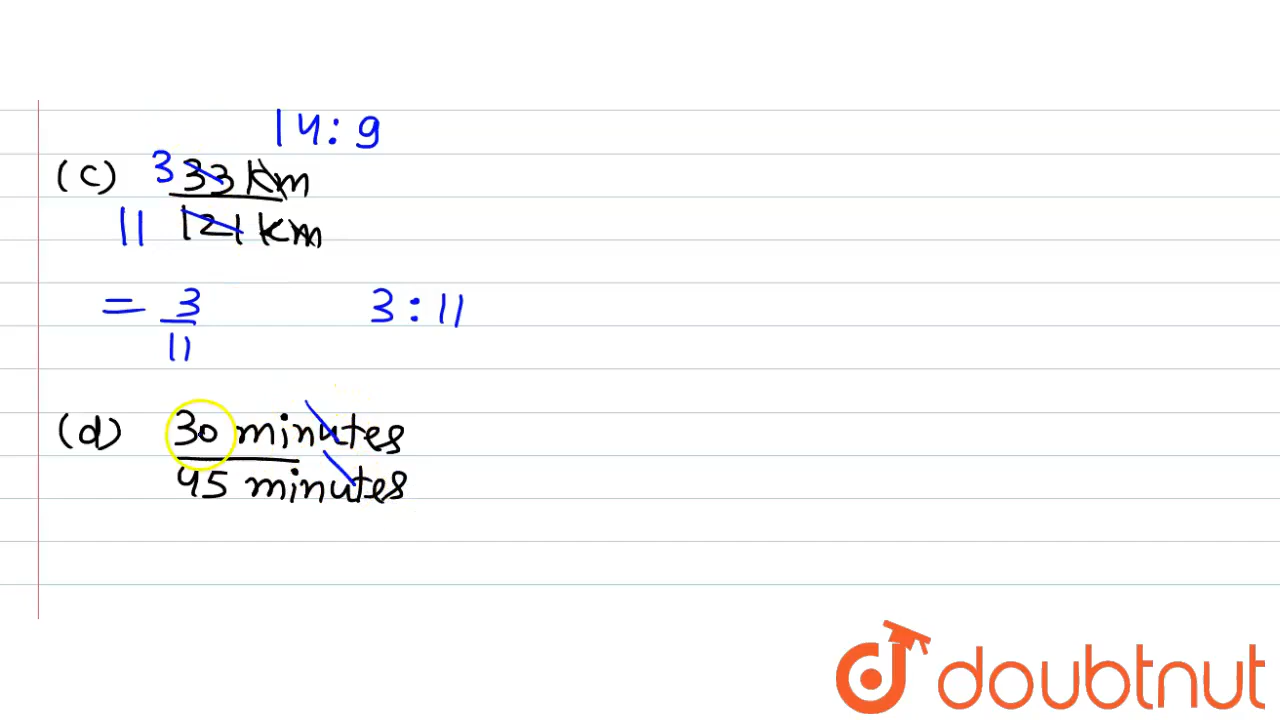 14:9
(c) 3 33 km
11 121 km
= 3 3:11
11
(d) 30 minutes
45 minutes
doubtnut